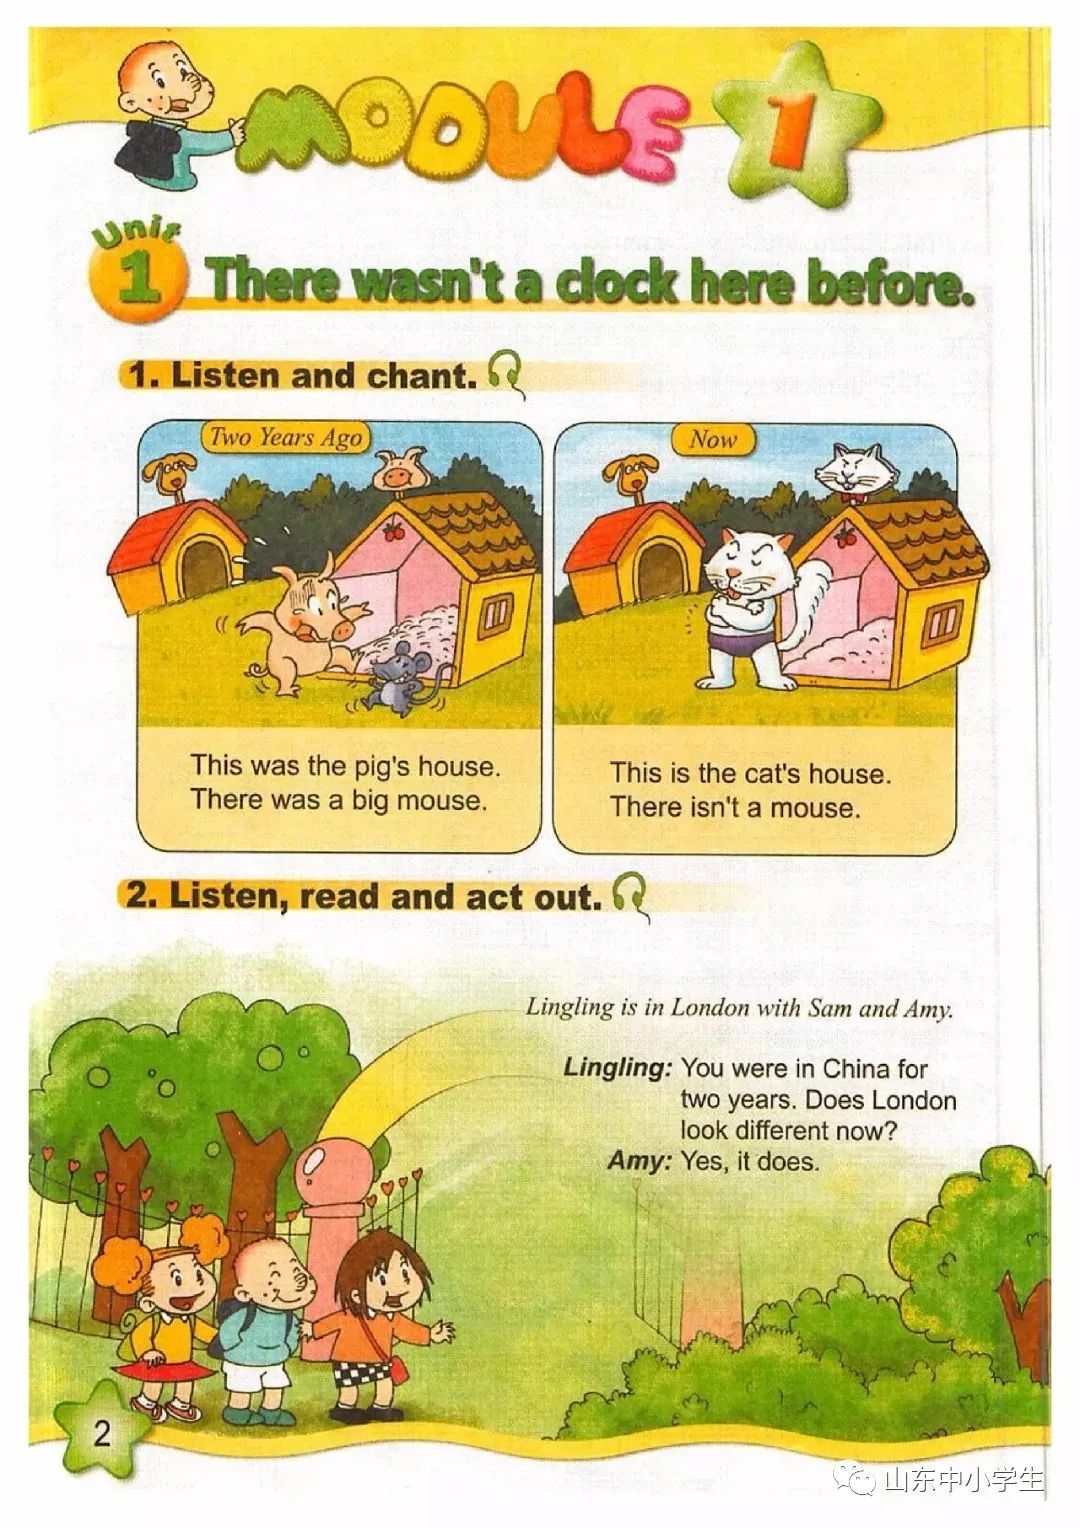 MODULE 1
Unit
1 There wasn't a clock here before.
1. Listen and chant.
Two Years Ago
This was the pig's house.
There was a big mouse.
Now
This is the cat's house.
There isn't a mouse.
2. Listen, read and act out.
Lingling is in London with Sam and Amy.
Lingling: You were in China for
two years. Does London
look different now?
Amy: Yes, it does.
2
山东中小学生